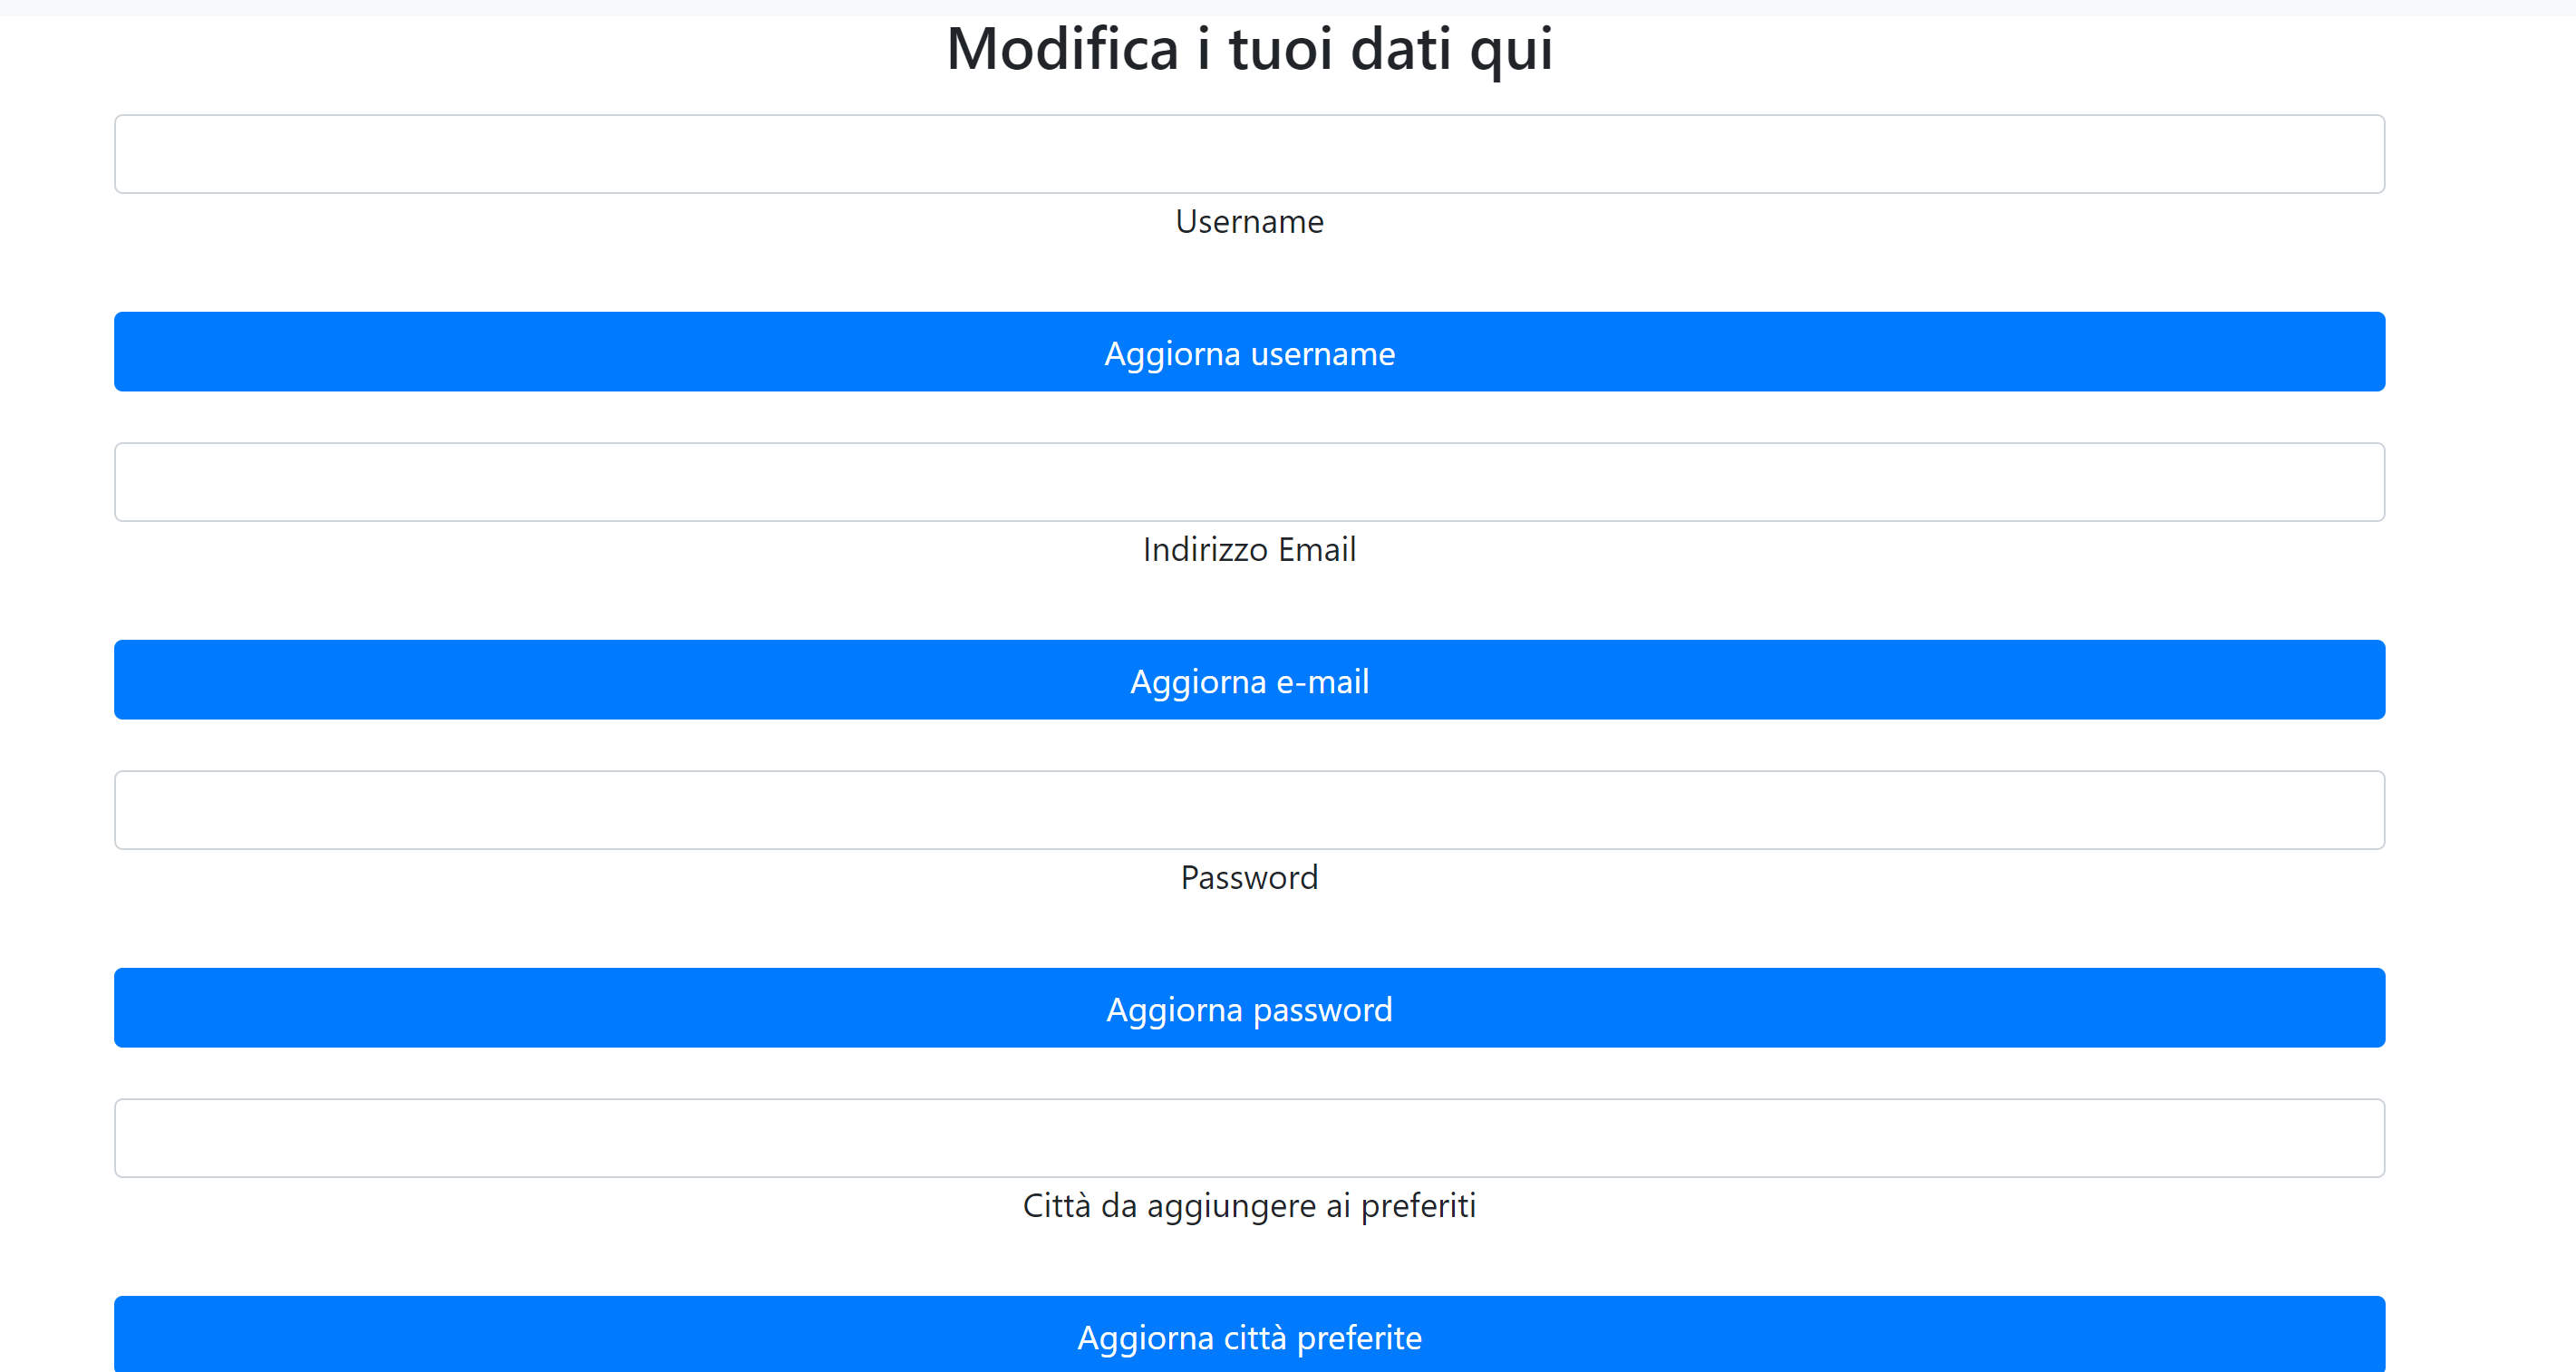 Modifica i tuoi dati qui
Username
Aggiorna username
Indirizzo Email
Aggiorna e-mail
Password
Aggiorna password
Città da aggiungere ai preferiti
Aggiorna città preferite